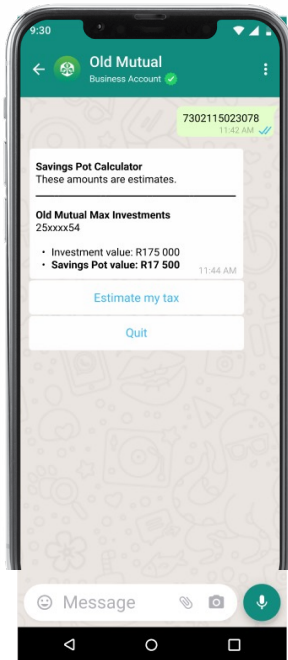 9:30
Old Mutual
Business Account
7302115023078
11:42 AM
Savings Pot Calculator
These amounts are estimates.
Old Mutual Max Investments
25xxxx54
• Investment value: R175 000
• Savings Pot value: R17 500
11:44 AM
Estimate my tax
Quit
Message